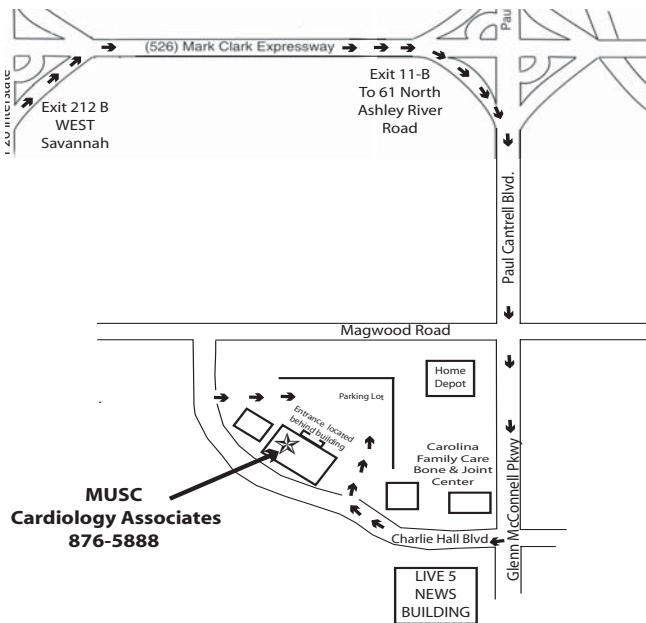 (526) Mark Clark Expressway
Paul
Exit 212 B
WEST
Savannah
Exit 11-B
To 61 North
Ashley River
Road
Paul Cantrell Blvd.
Magwood Road
Home
Depot
Parking Lot
Entrance located
behind building
Carolina
Family Care
Bone & Joint
Center
Glenn McConnell Pkwy
MUSC
Cardiology Associates
876-5888
Charlie Hall Blvd
LIVE 5
NEWS
BUILDING